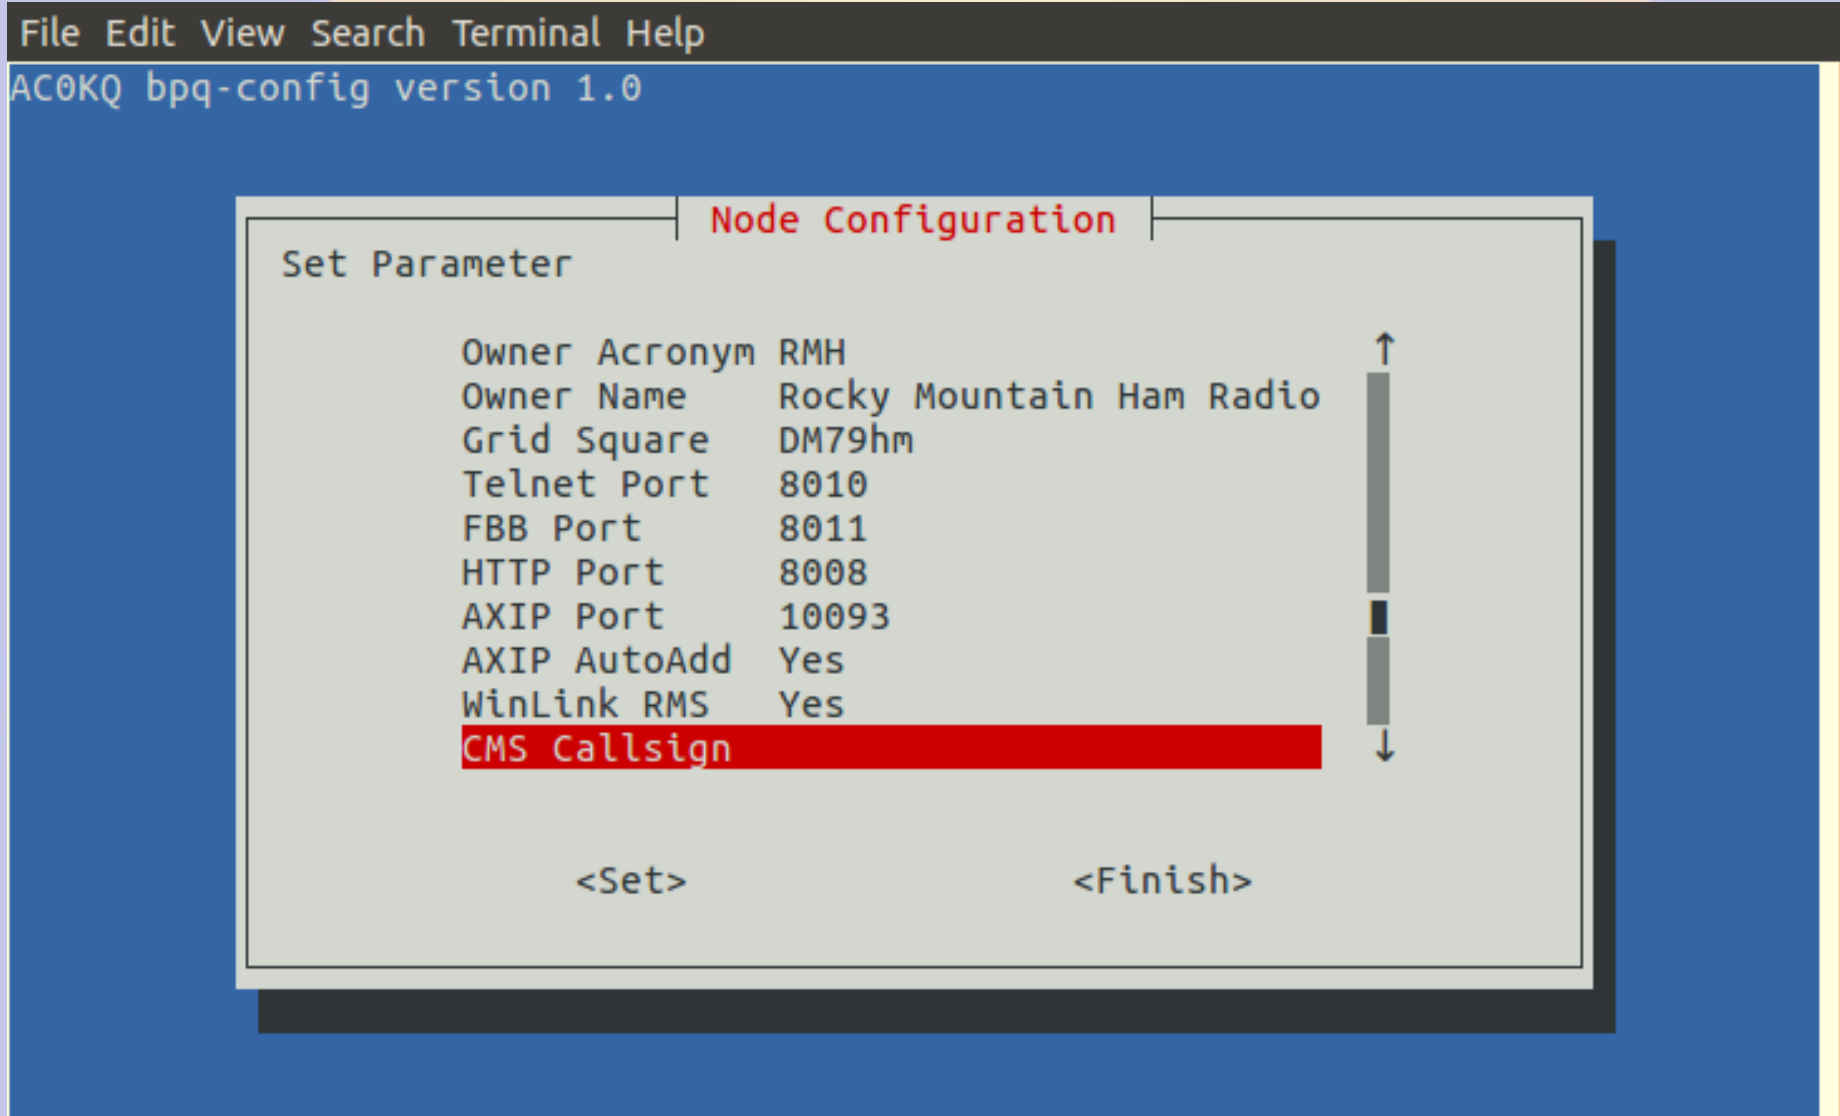 File Edit View Search Terminal Help
AC0KQ bpq-config version 1.0
Node Configuration
Set Parameter
Owner Acronym RMH
Owner Name Rocky Mountain Ham Radio
Grid Square DM79hm
Telnet Port 8010
FBB Port 8011
HTTP Port 8008
AXIP Port 10093
AXIP AutoAdd Yes
WinLink RMS Yes
CMS Callsign
<Set> <Finish>